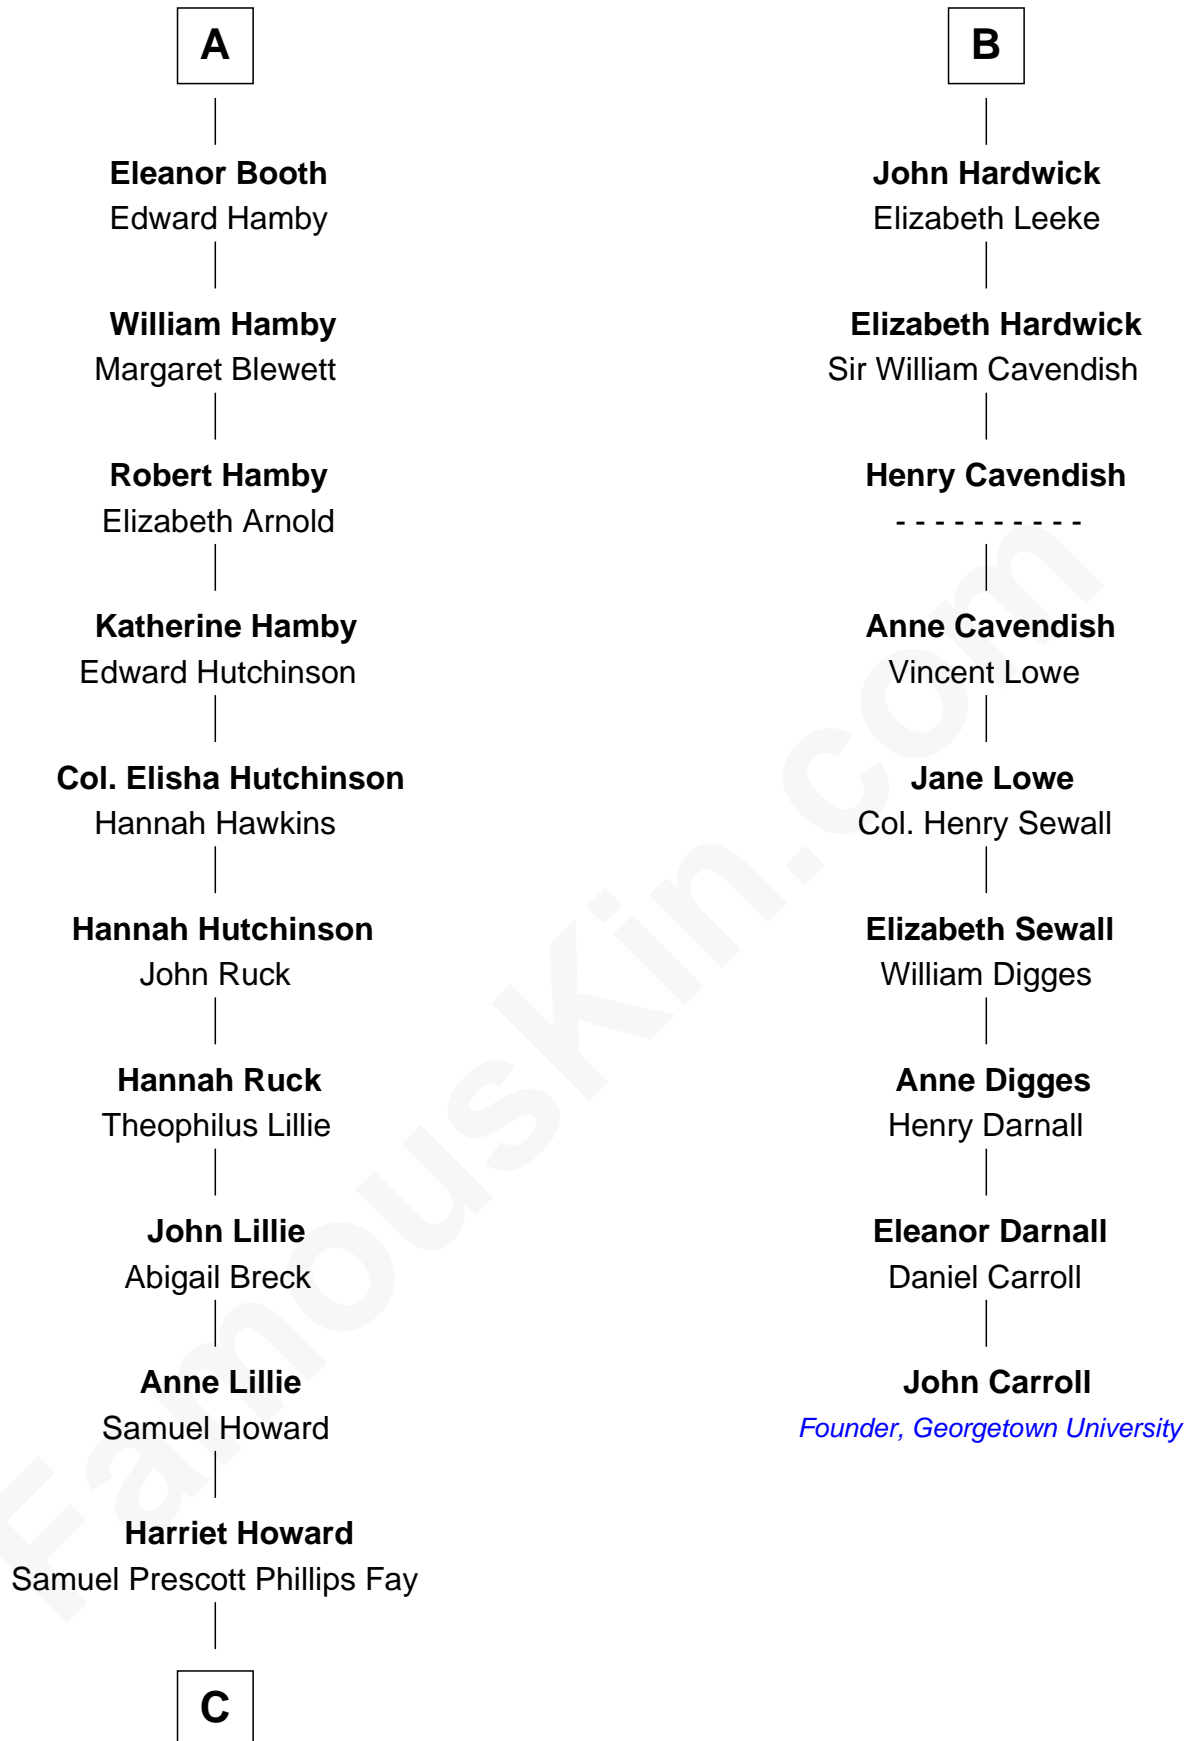 A
Eleanor Booth
Edward Hamby
William Hamby
Margaret Blewett
Robert Hamby
Elizabeth Arnold
Katherine Hamby
Edward Hutchinson
Col. Elisha Hutchinson
Hannah Hawkins
Hannah Hutchinson
John Ruck
Hannah Ruck
Theophilus Lillie
John Lillie
Abigail Breck
Anne Lillie
Samuel Howard
Harriet Howard
Samuel Prescott Phillips Fay
C
B
John Hardwick
Elizabeth Leeke
Elizabeth Hardwick
Sir William Cavendish
Henry Cavendish
- - - - - - - - - -
Anne Cavendish
Vincent Lowe
Jane Lowe
Col. Henry Sewall
Elizabeth Sewall
William Digges
Anne Digges
Henry Darnall
Eleanor Darnall
Daniel Carroll
John Carroll
Founder, Georgetown University
FamousKin.com